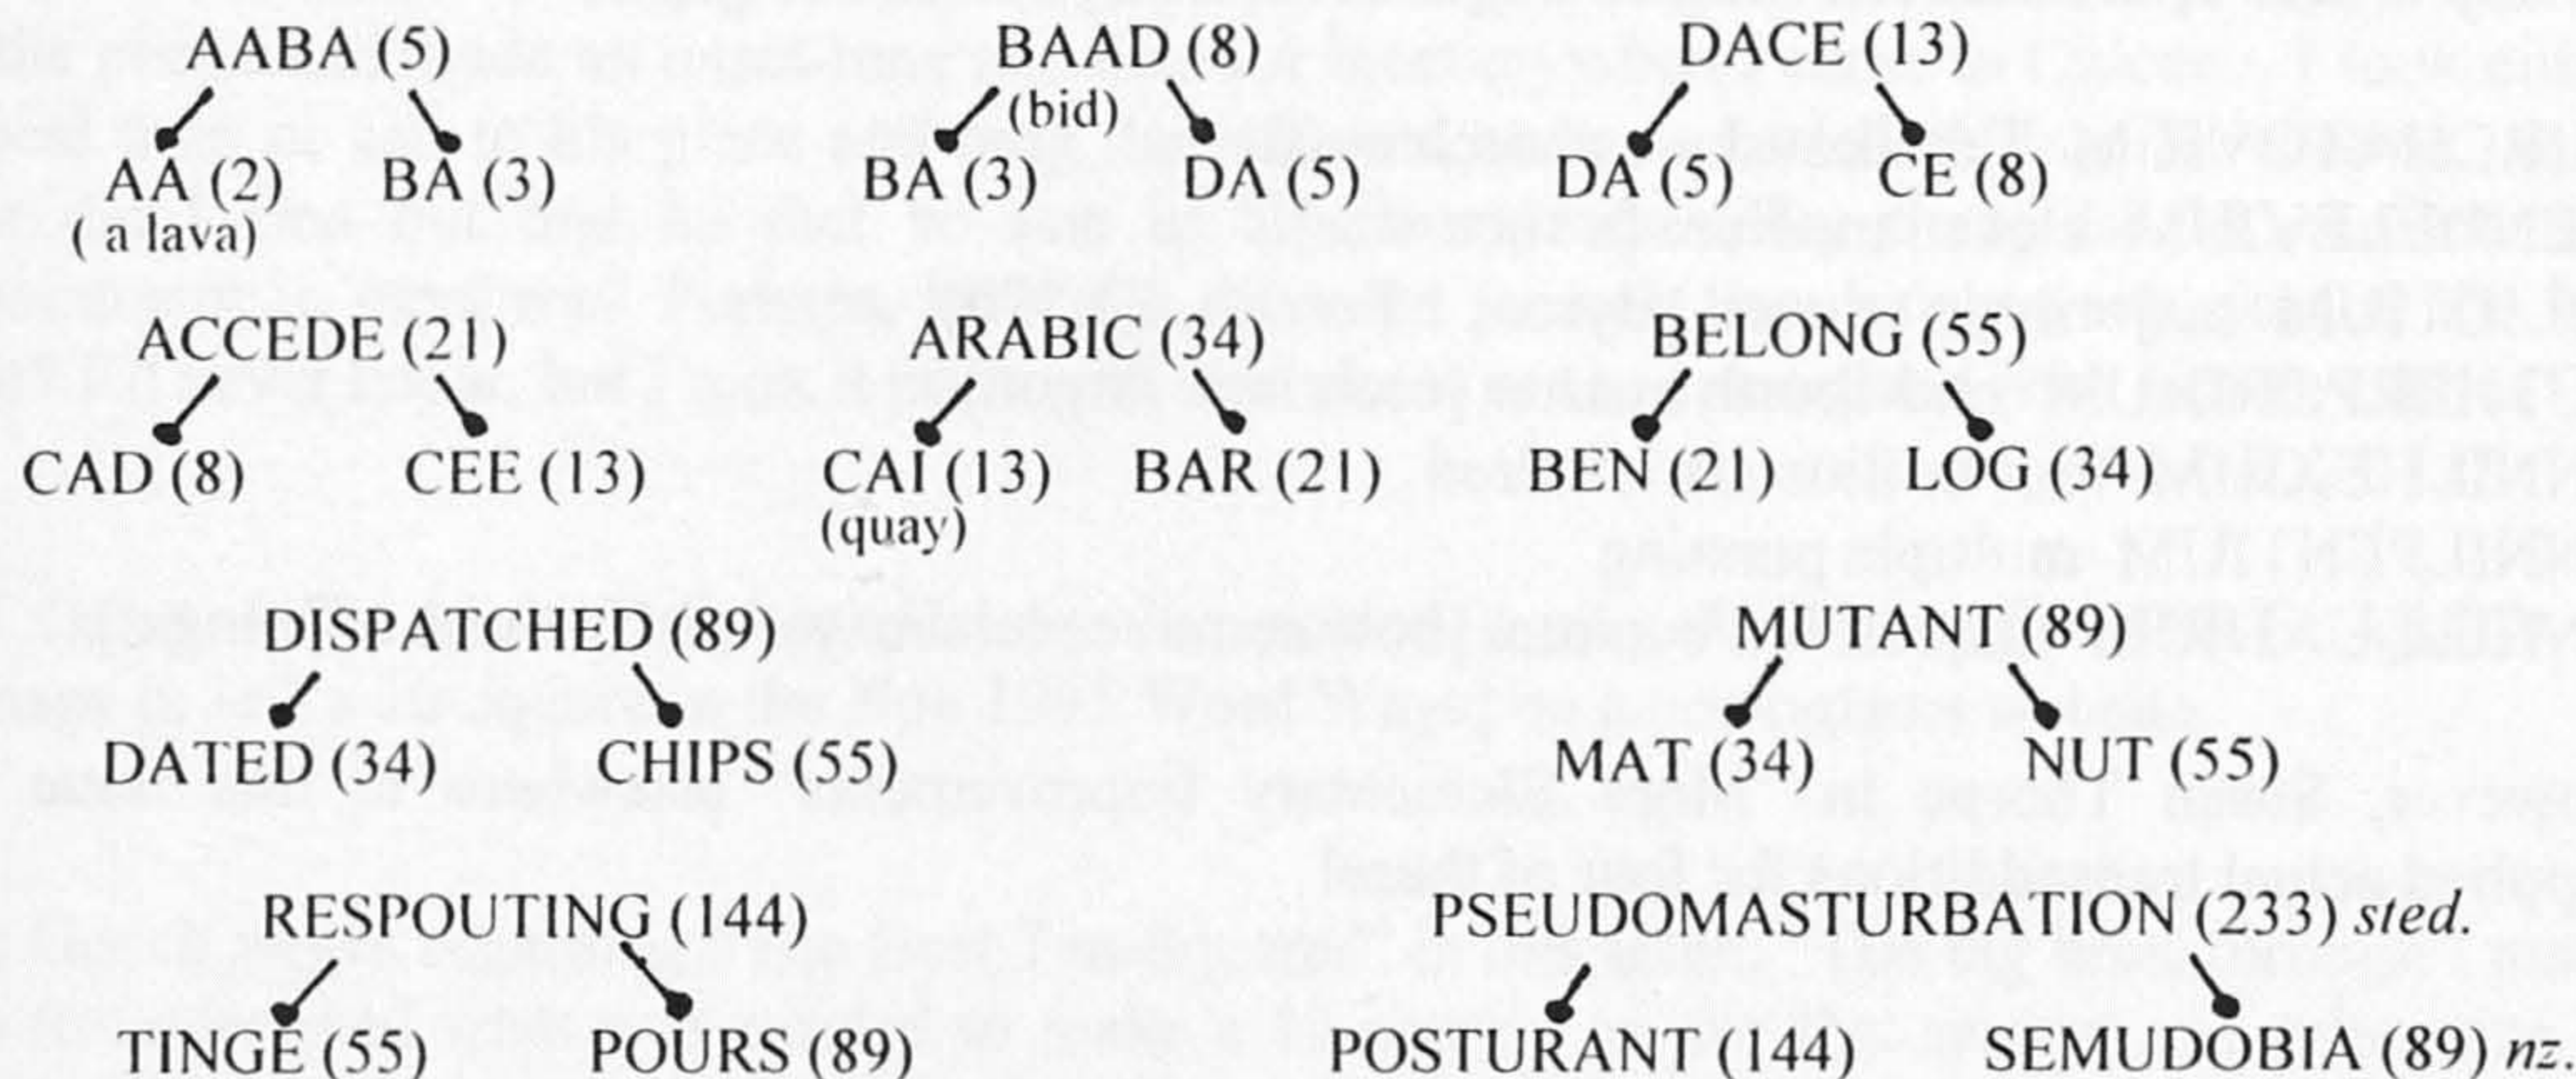 AABA (5) BAAD (8) DACE (13)
(bid)
AA (2) BA (3) BA (3) DA (5) DA (5) CE (8)
( a lava)
ACCEDE (21) ARABIC (34) BELONG (55)
CAD (8) CEE (13) CAI (13) BAR (21) BEN (21) LOG (34)
(quay)
DISPATCHED (89) MUTANT (89)
DATED (34) CHIPS (55) MAT (34) NUT (55)
RESPOUTING (144) PSEUDOMASTURBATION (233) sted.
TINGE (55) POURS (89) POSTURANT (144) SEMUDOBIA (89) nz.